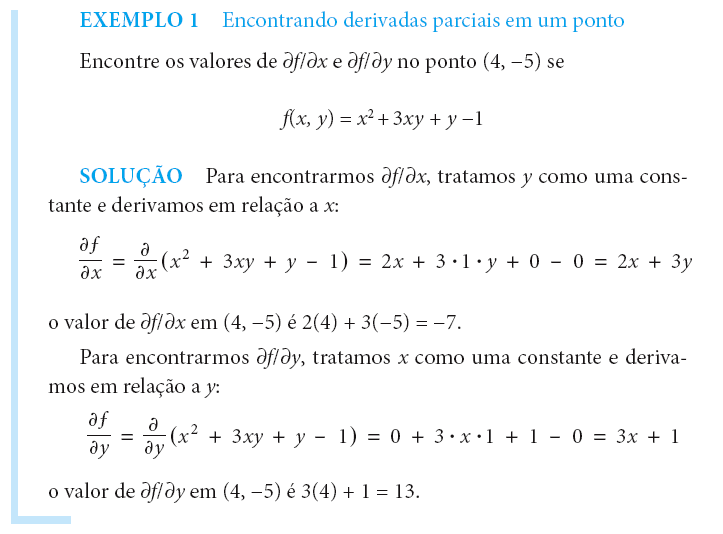 EXEMPLO 1 Encontrando derivadas parciais em um ponto
Encontre os valores de ∂f/∂x e ∂f/∂y no ponto (4, −5) se
f(x, y) = x² + 3xy + y −1
SOLUÇÃO Para encontrarmos ∂f/∂x, tratamos y como uma cons-
tante e derivamos em relação a x:
∂f/∂x = ∂/∂x (x² + 3xy + y − 1) = 2x + 3 · 1 · y + 0 − 0 = 2x + 3y
o valor de ∂f/∂x em (4, −5) é 2(4) + 3(−5) = −7.
Para encontrarmos ∂f/∂y, tratamos x como uma constante e deriva-
mos em relação a y:
∂f/∂y = ∂/∂y (x² + 3xy + y − 1) = 0 + 3 · x · 1 + 1 − 0 = 3x + 1
o valor de ∂f/∂y em (4, −5) é 3(4) + 1 = 13.